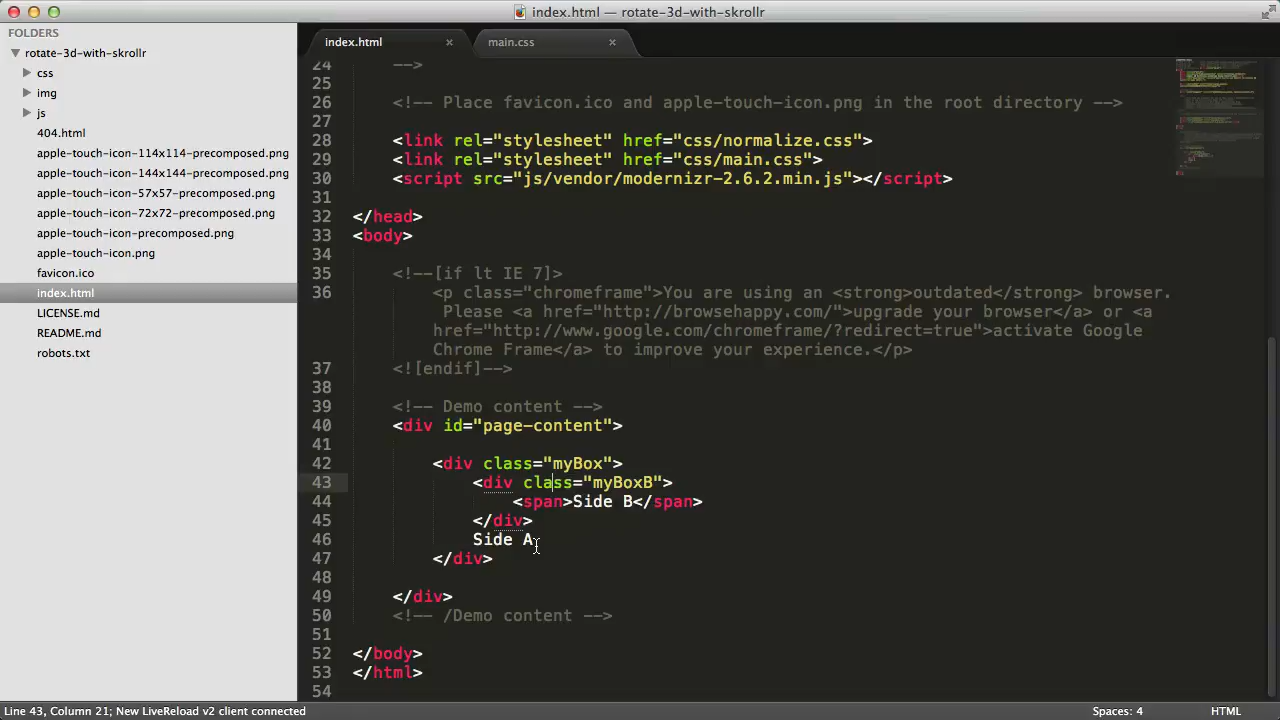 index.html — rotate-3d-with-skrollr
FOLDERS
rotate-3d-with-skrollr
css
img
js
404.html
apple-touch-icon-114x114-precomposed.png
apple-touch-icon-144x144-precomposed.png
apple-touch-icon-57x57-precomposed.png
apple-touch-icon-72x72-precomposed.png
apple-touch-icon-precomposed.png
apple-touch-icon.png
favicon.ico
index.html
LICENSE.md
README.md
robots.txt
index.html × main.css ×
24 -->
25
26 <!-- Place favicon.ico and apple-touch-icon.png in the root directory -->
27
28 <link rel="stylesheet" href="css/normalize.css">
29 <link rel="stylesheet" href="css/main.css">
30 <script src="js/vendor/modernizr-2.6.2.min.js"></script>
31
32 </head>
33 <body>
34
35 <!--[if lt IE 7]>
36 <p class="chromeframe">You are using an <strong>outdated</strong> browser.
Please <a href="http://browsehappy.com/">upgrade your browser</a> or <a
href="http://www.google.com/chromeframe/?redirect=true">activate Google
Chrome Frame</a> to improve your experience.</p>
37 <![endif]-->
38
39 <!-- Demo content -->
40 <div id="page-content">
41
42 <div class="myBox">
43 <div class="myBoxB">
44 <span>Side B</span>
45 </div>
46 Side A
47 </div>
48
49 </div>
50 <!-- /Demo content -->
51
52 </body>
53 </html>
54
Line 43, Column 21; New LiveReload v2 client connected
Spaces: 4 HTML